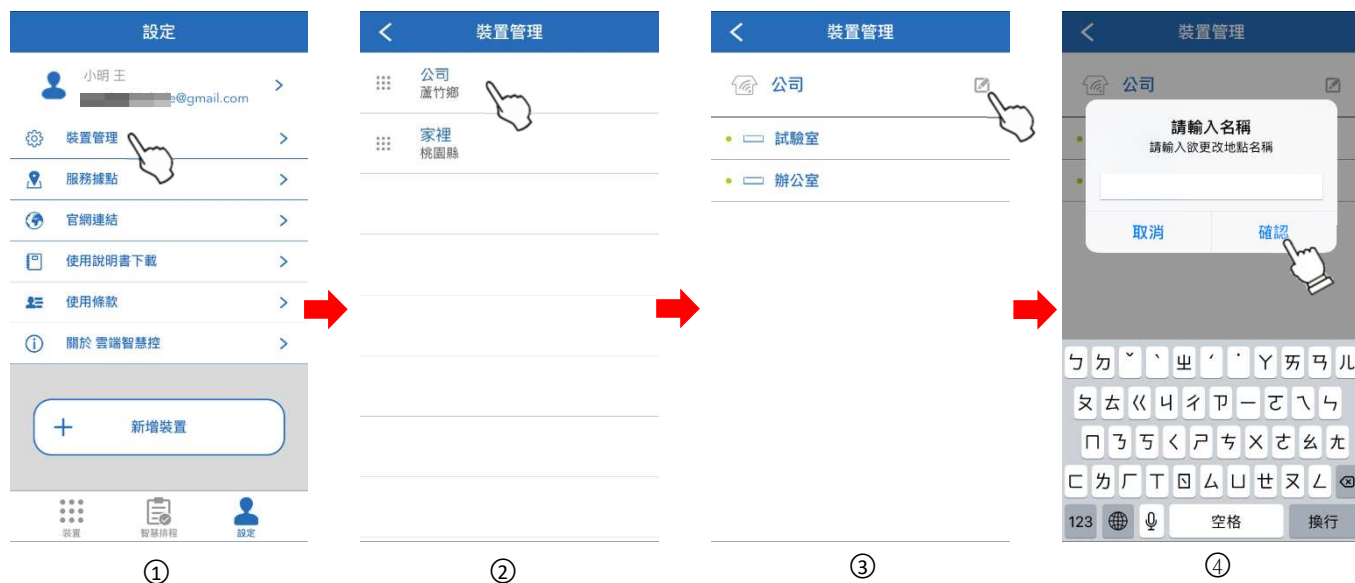 設定
小明 王
e@gmail.com
裝置管理
服務據點
官網連結
使用說明書下載
使用條款
關於 雲端智慧控
+ 新增裝置
裝置
智慧排程
設定
①
裝置管理
公司
蘆竹鄉
家裡
桃園縣
②
裝置管理
公司
試驗室
辦公室
③
裝置管理
公司
請輸入名稱
請輸入欲更改地點名稱
取消 確認
ㄅ ㄉ ˇ ˋ ㄓ ˊ ˙ ㄚ ㄞ ㄢ ㄦ
ㄆ ㄊ ㄍ ㄐ ㄔ ㄗ ㄧ ㄛ ㄟ ㄣ
ㄇ ㄋ ㄎ ㄑ ㄕ ㄘ ㄨ ㄜ ㄠ ㄤ
ㄈ ㄌ ㄏ ㄒ ㄖ ㄙ ㄩ ㄝ ㄡ ㄥ
123 空格 換行
④